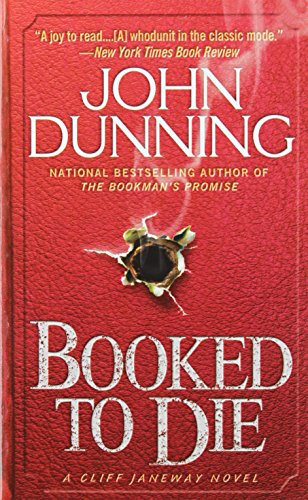 "A joy to read....[A] whodunit in the classic mode."
—New York Times Book Review
JOHN
DUNNING
NATIONAL BESTSELLING AUTHOR OF
THE BOOKMAN'S PROMISE
BOOKED
TO DIE
A CLIFF JANEWAY NOVEL